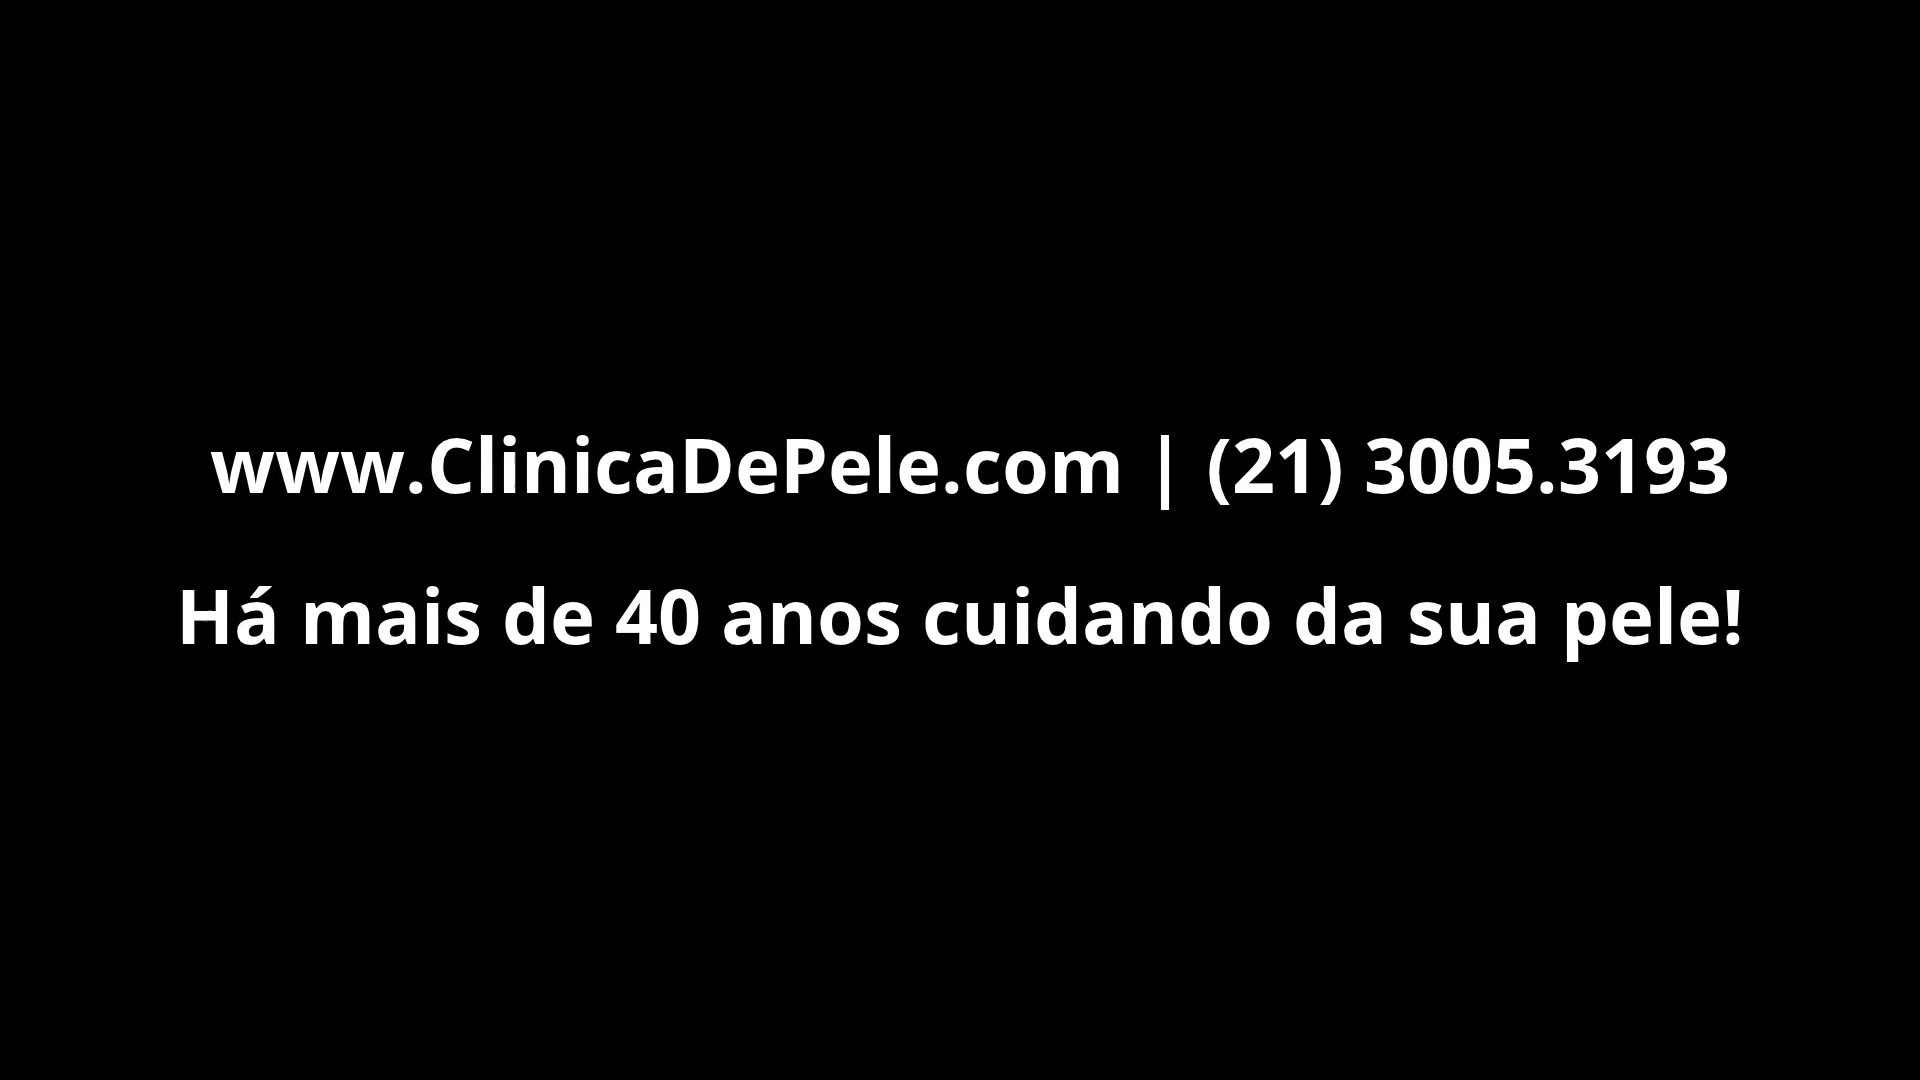 www.ClinicaDePele.com | (21) 3005.3193
Há mais de 40 anos cuidando da sua pele!